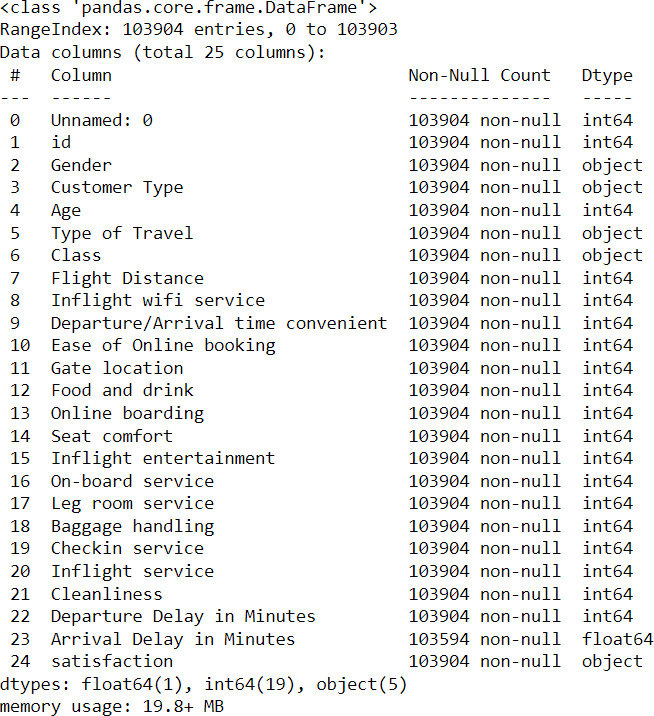 <class 'pandas.core.frame.DataFrame'>
RangeIndex: 103904 entries, 0 to 103903
Data columns (total 25 columns):
 #   Column                             Non-Null Count   Dtype
---  ------                             --------------   -----
 0   Unnamed: 0                         103904 non-null  int64
 1   id                                 103904 non-null  int64
 2   Gender                             103904 non-null  object
 3   Customer Type                      103904 non-null  object
 4   Age                                103904 non-null  int64
 5   Type of Travel                     103904 non-null  object
 6   Class                              103904 non-null  object
 7   Flight Distance                    103904 non-null  int64
 8   Inflight wifi service              103904 non-null  int64
 9   Departure/Arrival time convenient  103904 non-null  int64
 10  Ease of Online booking             103904 non-null  int64
 11  Gate location                      103904 non-null  int64
 12  Food and drink                     103904 non-null  int64
 13  Online boarding                    103904 non-null  int64
 14  Seat comfort                       103904 non-null  int64
 15  Inflight entertainment             103904 non-null  int64
 16  On-board service                   103904 non-null  int64
 17  Leg room service                   103904 non-null  int64
 18  Baggage handling                   103904 non-null  int64
 19  Checkin service                    103904 non-null  int64
 20  Inflight service                   103904 non-null  int64
 21  Cleanliness                        103904 non-null  int64
 22  Departure Delay in Minutes         103904 non-null  int64
 23  Arrival Delay in Minutes           103594 non-null  float64
 24  satisfaction                       103904 non-null  object
dtypes: float64(1), int64(19), object(5)
memory usage: 19.8+ MB